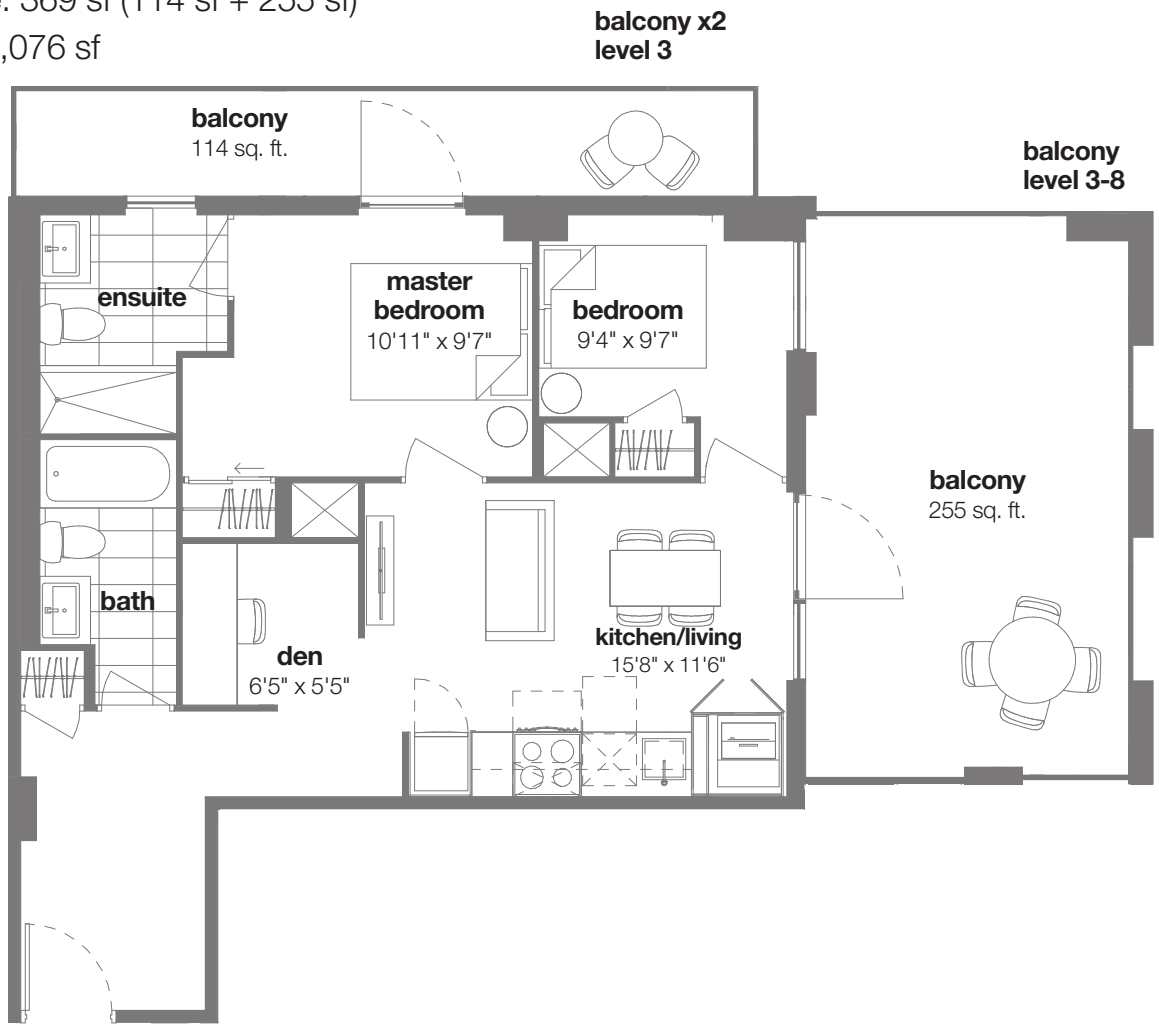 369 sf (114 sf + 255 sf)
,076 sf
balcony x2
level 3
balcony
114 sq. ft.
balcony
level 3-8
master
bedroom
10'11" x 9'7"
bedroom
9'4" x 9'7"
ensuite
balcony
255 sq. ft.
bath
den
6'5" x 5'5"
kitchen/living
15'8" x 11'6"